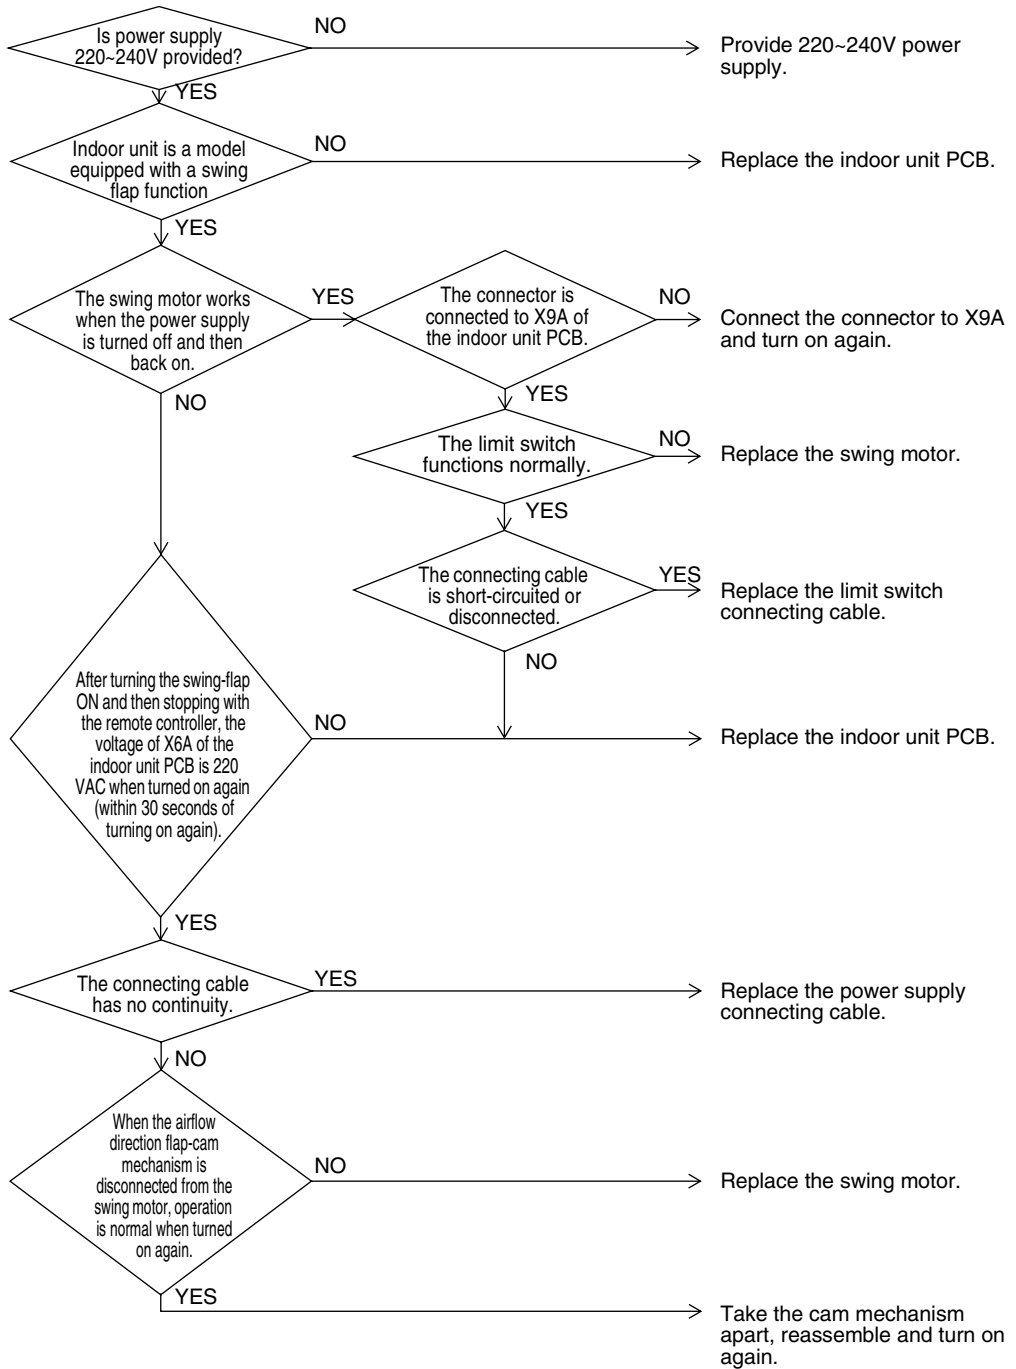 Is power supply
220~240V provided?
NO
Provide 220~240V power
supply.
YES
Indoor unit is a model
equipped with a swing
flap function
NO
Replace the indoor unit PCB.
YES
The swing motor works
when the power supply
is turned off and then
back on.
YES
The connector is
connected to X9A of
the indoor unit PCB.
NO
Connect the connector to X9A
and turn on again.
NO
YES
The limit switch
functions normally.
NO
Replace the swing motor.
YES
The connecting cable
is short-circuited or
disconnected.
YES
Replace the limit switch
connecting cable.
NO
After turning the swing-flap
ON and then stopping with
the remote controller, the
voltage of X6A of the
indoor unit PCB is 220
VAC when turned on again
(within 30 seconds of
turning on again).
NO
Replace the indoor unit PCB.
YES
The connecting cable
has no continuity.
YES
Replace the power supply
connecting cable.
NO
When the airflow
direction flap-cam
mechanism is
disconnected from the
swing motor, operation
is normal when turned
on again.
NO
Replace the swing motor.
YES
Take the cam mechanism
apart, reassemble and turn on
again.